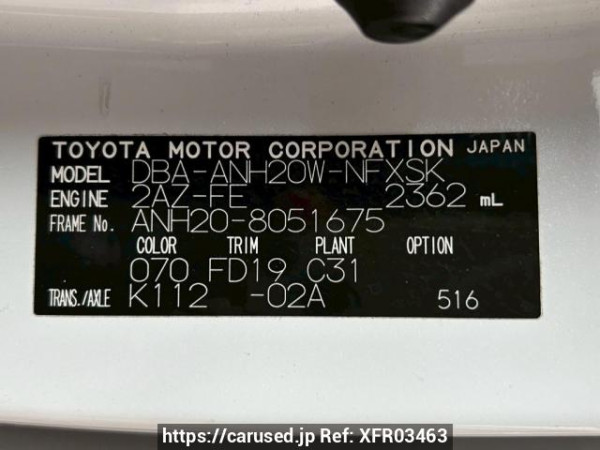 TOYOTA MOTOR CORPORATION JAPAN
MODEL DBA-ANH20W-NFXSK
ENGINE 2AZ-FE 2362 mL
FRAME No. ANH20-8051675
COLOR TRIM PLANT OPTION
070 FD19 C31
TRANS./AXLE K112 -02A 516
https://carused.jp Ref: XFR03463